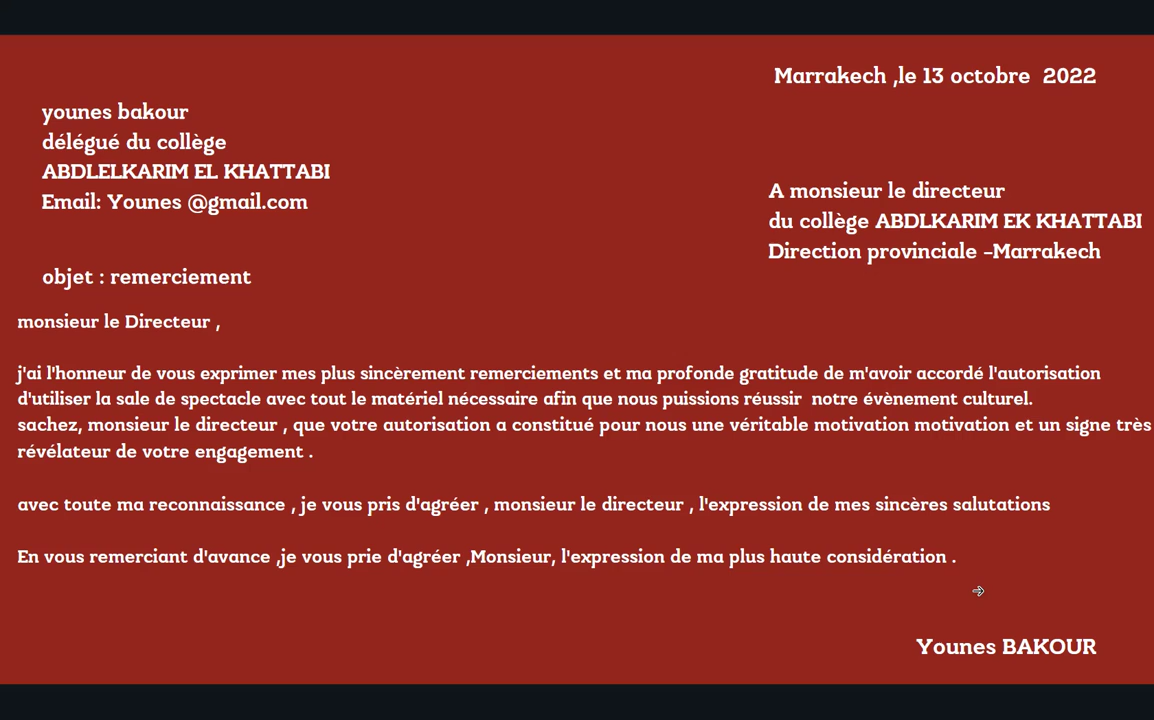 Marrakech ,le 13 octobre 2022
younes bakour
délégué du collège
ABDLELKARIM EL KHATTABI
Email: Younes @gmail.com
A monsieur le directeur
du collège ABDLKARIM EK KHATTABI
Direction provinciale -Marrakech
objet : remerciement
monsieur le Directeur ,
j'ai l'honneur de vous exprimer mes plus sincèrement remerciements et ma profonde gratitude de m'avoir accordé l'autorisation
d'utiliser la sale de spectacle avec tout le matériel nécessaire afin que nous puissions réussir notre évènement culturel.
sachez, monsieur le directeur , que votre autorisation a constitué pour nous une véritable motivation motivation et un signe très
révélateur de votre engagement .
avec toute ma reconnaissance , je vous pris d'agréer , monsieur le directeur , l'expression de mes sincères salutations
En vous remerciant d'avance ,je vous prie d'agréer ,Monsieur, l'expression de ma plus haute considération .
Younes BAKOUR